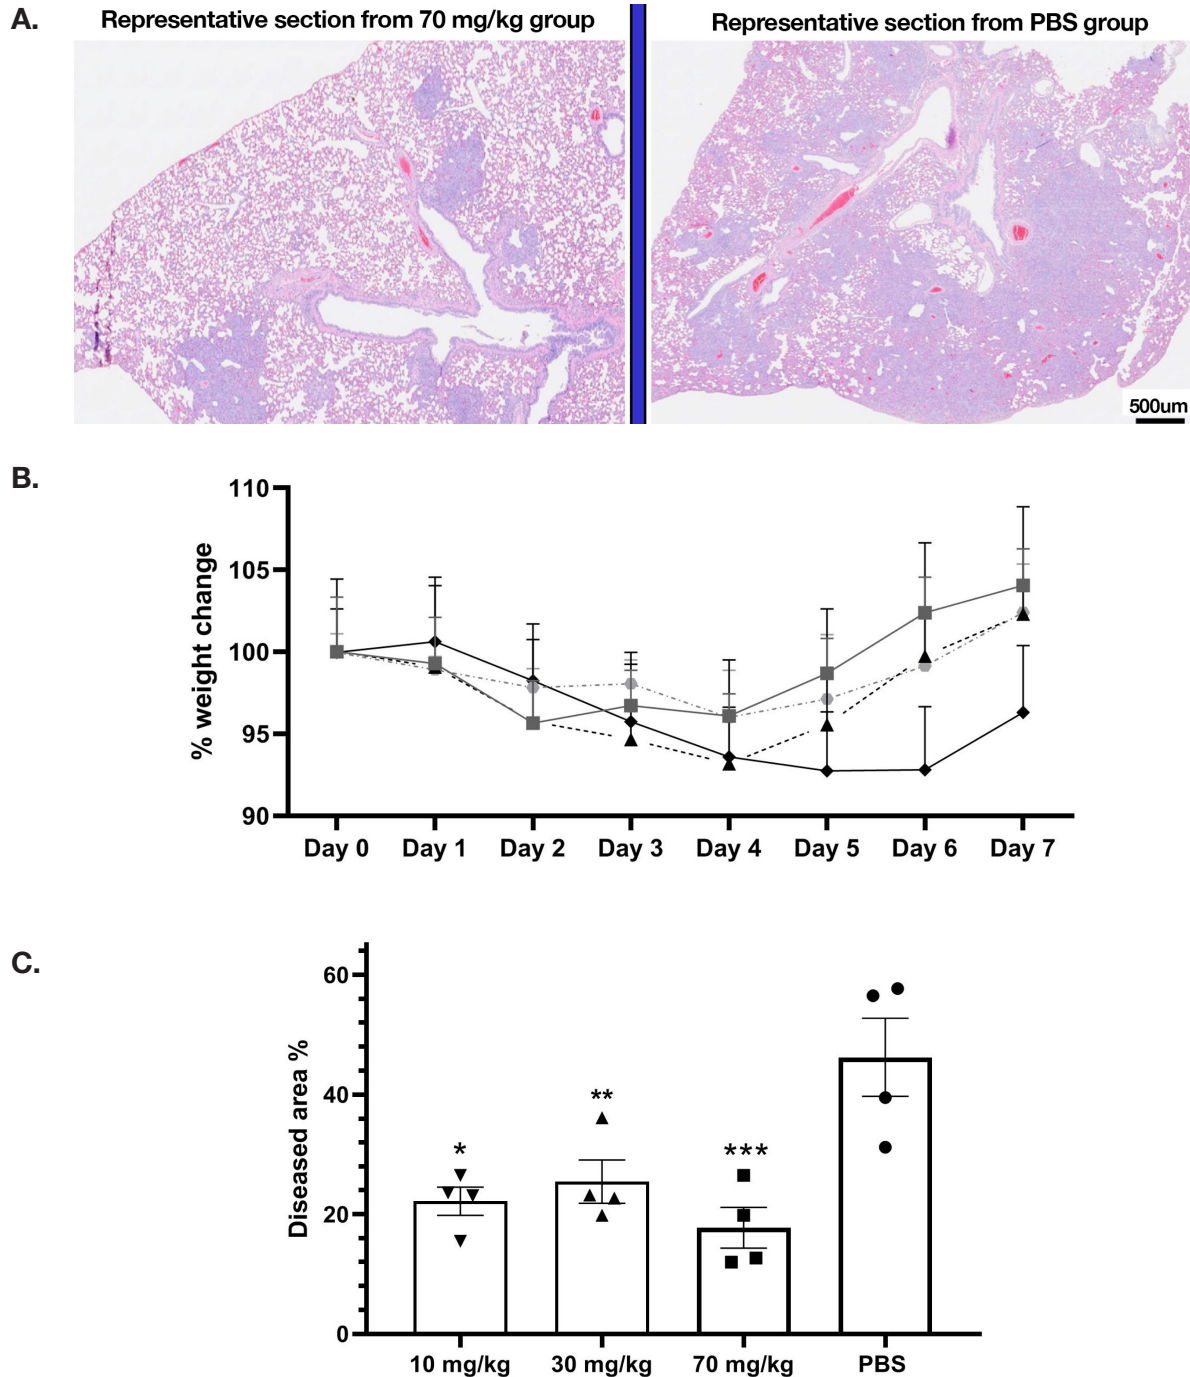 A.
Representative section from 70 mg/kg group
Representative section from PBS group
500um
B.
110
105
100
95
90
% weight change
Day 0 Day 1 Day 2 Day 3 Day 4 Day 5 Day 6 Day 7
C.
60
40
20
0
Diseased area %
*
**
***
10 mg/kg 30 mg/kg 70 mg/kg PBS